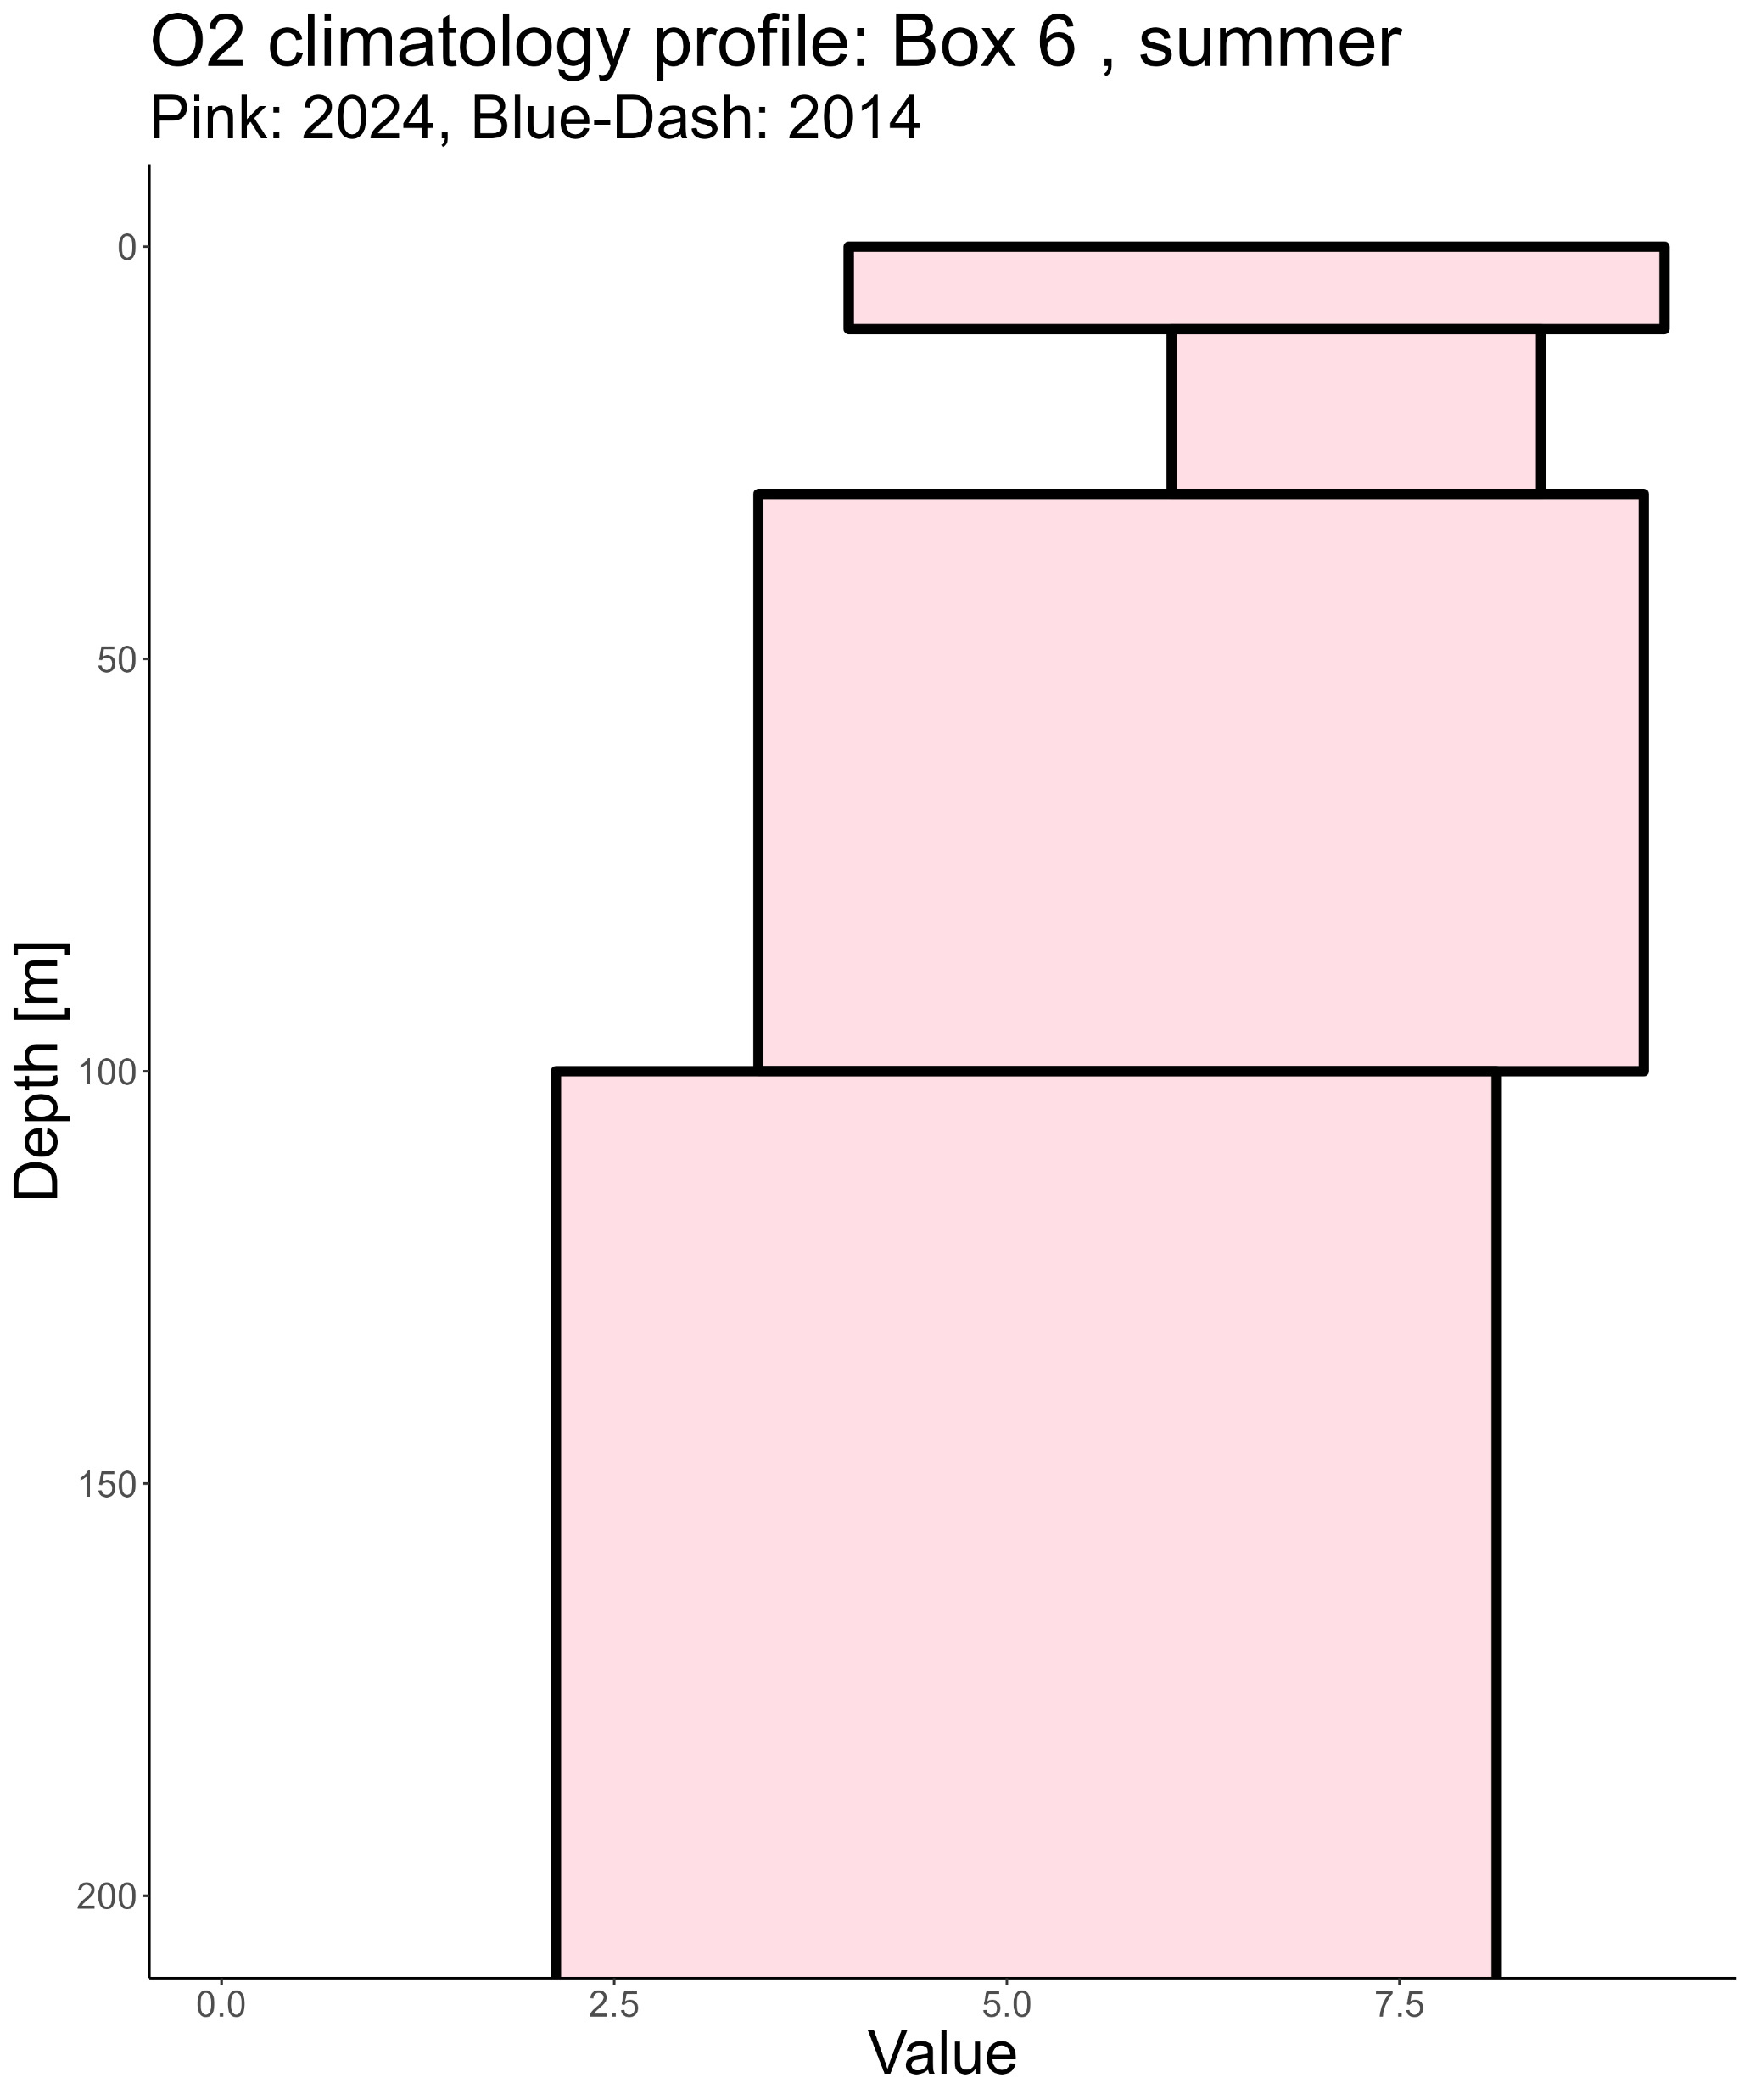 O2 climatology profile: Box 6 , summer
Pink: 2024, Blue-Dash: 2014
0
50
100
150
200
Depth [m]
0.0 2.5 5.0 7.5
Value